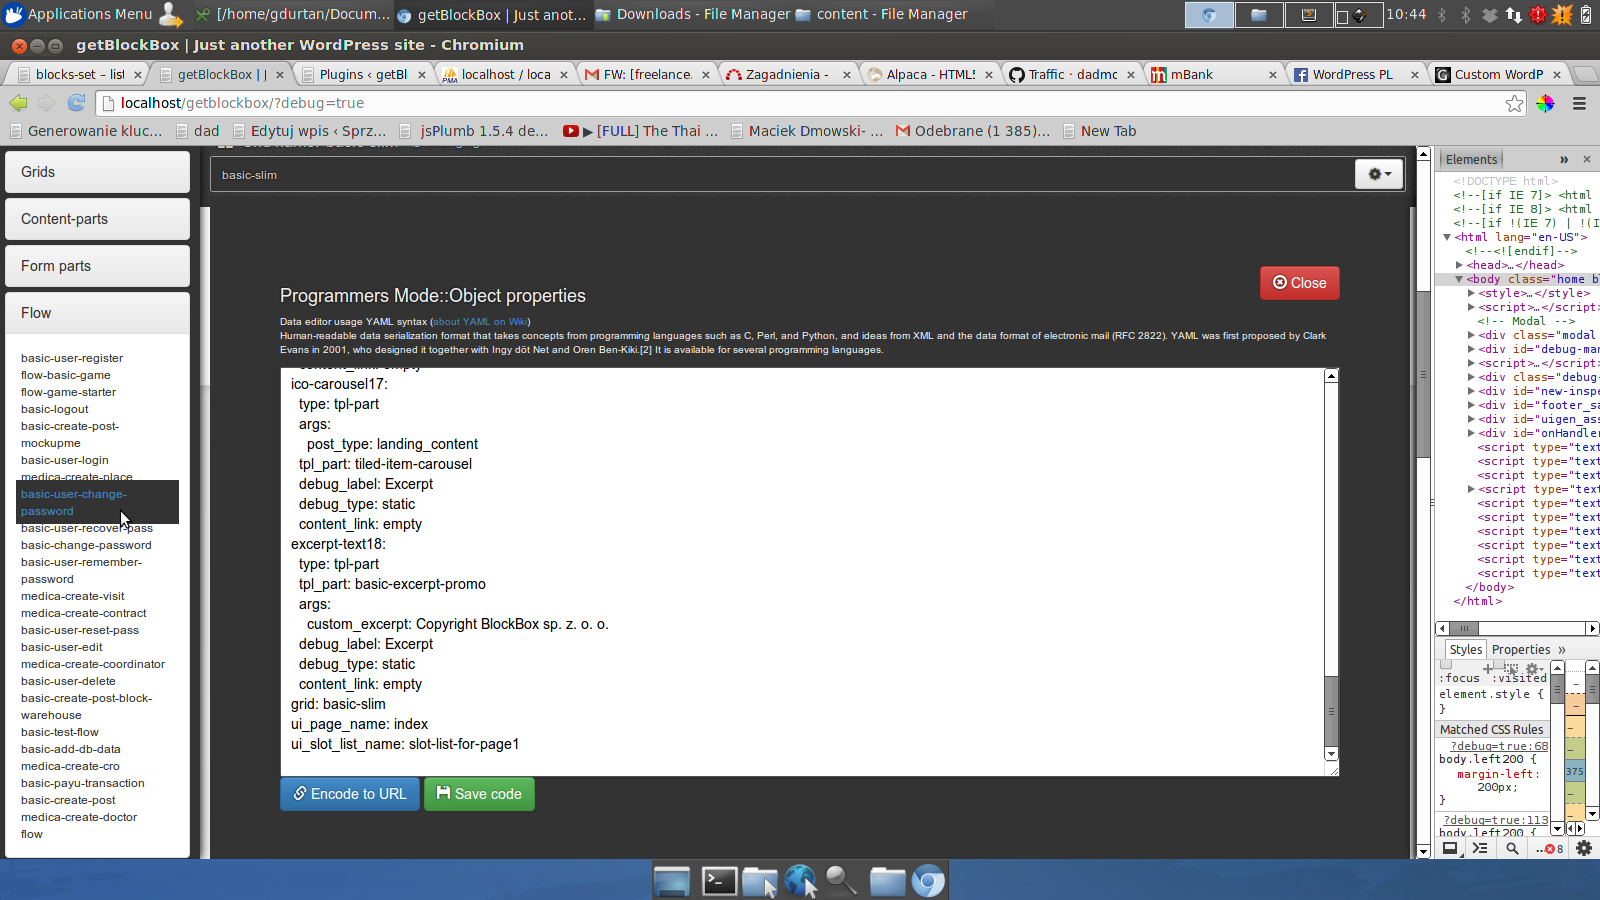 Applications Menu
[/home/gdurtan/Docum...
getBlockBox | Just anot...
Downloads - File Manager
content - File Manager
10:44
getBlockBox | Just another WordPress site - Chromium
blocks-set – list
getBlockBox | J
Plugins ‹ getBl
localhost / loca
FW: [freelance.
Zagadnienia -
Alpaca - HTML5
Traffic · dadmc
mBank
WordPress PL
Custom WordP
localhost/getblockbox/?debug=true
Generowanie kluc...
dad
Edytuj wpis ‹ Sprz...
jsPlumb 1.5.4 de...
▶ [FULL] The Thai ...
Maciek Dmowski- ...
Odebrane (1 385)...
New Tab
Grids
Content-parts
Form parts
Flow
basic-user-register
flow-basic-game
flow-game-starter
basic-logout
basic-create-post-
mockupme
basic-user-login
medica-create-place
basic-user-change-
password
basic-user-recover-pass
basic-change-password
basic-user-remember-
password
medica-create-visit
medica-create-contract
basic-user-reset-pass
basic-user-edit
medica-create-coordinator
basic-user-delete
basic-create-post-block-
warehouse
basic-test-flow
basic-add-db-data
medica-create-cro
basic-payu-transaction
basic-create-post
medica-create-doctor
flow
basic-slim
Programmers Mode::Object properties
Close
Data editor usage YAML syntax (about YAML on Wiki)
Human-readable data serialization format that takes concepts from programming languages such as C, Perl, and Python, and ideas from XML and the data format of electronic mail (RFC 2822). YAML was first proposed by Clark
Evans in 2001, who designed it together with Ingy döt Net and Oren Ben-Kiki.[2] It is available for several programming languages.
content_link: empty
ico-carousel17:
type: tpl-part
args:
post_type: landing_content
tpl_part: tiled-item-carousel
debug_label: Excerpt
debug_type: static
content_link: empty
excerpt-text18:
type: tpl-part
tpl_part: basic-excerpt-promo
args:
custom_excerpt: Copyright BlockBox sp. z. o. o.
debug_label: Excerpt
debug_type: static
content_link: empty
grid: basic-slim
ui_page_name: index
ui_slot_list_name: slot-list-for-page1
Encode to URL
Save code
Elements » ×
<!DOCTYPE html>
<!--[if IE 7]> <html
<!--[if IE 8]> <html
<!--[if !(IE 7) | !(I
<html lang="en-US">
<!--<![endif]-->
<head>…</head>
<body class="home b
<style>…</style>
<script>…</script>
<!-- Modal -->
<div class="modal
<div id="debug-man
<script>…</script>
<div class="debug-
<div id="new-inspe
<div id="footer_sa
<div id="uigen_ass
<div id="onHandler
<script type="text
<script type="text
<script type="text
<script type="text
<script type="text
<script type="text
<script type="text
<script type="text
<script type="text
<script type="text
</body>
</html>
Styles Properties »
:focus :visited
element.style {
}
Matched CSS Rules
?debug=true:68
body.left200 {
margin-left:
200px;
}
?debug=true:113
body.left200 {
375
8